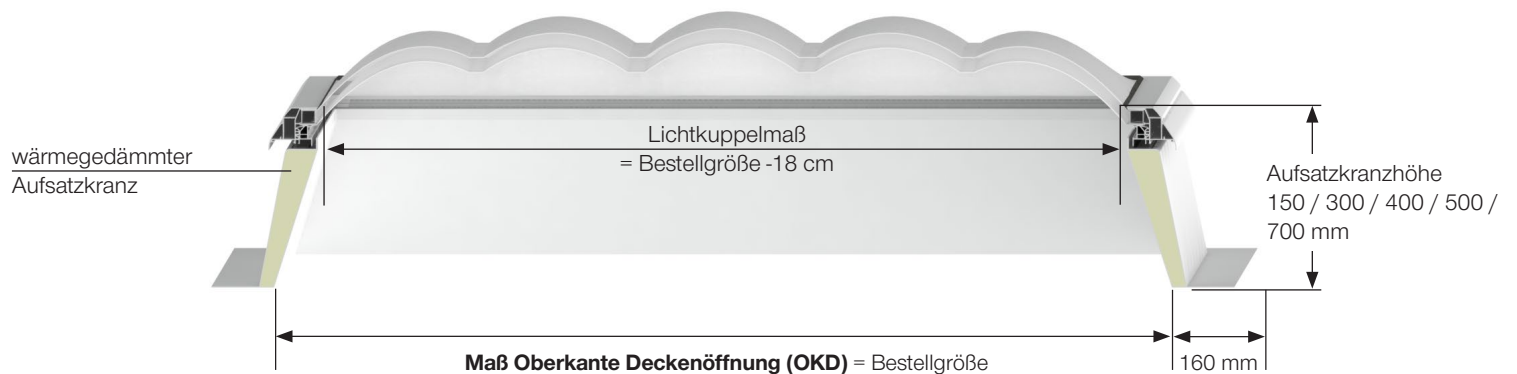 Lichtkuppelmaß
= Bestellgröße -18 cm
wärmegedämmter
Aufsatzkranz
Aufsatzkranzhöhe
150 / 300 / 400 / 500 /
700 mm
Maß Oberkante Deckenöffnung (OKD) = Bestellgröße
160 mm